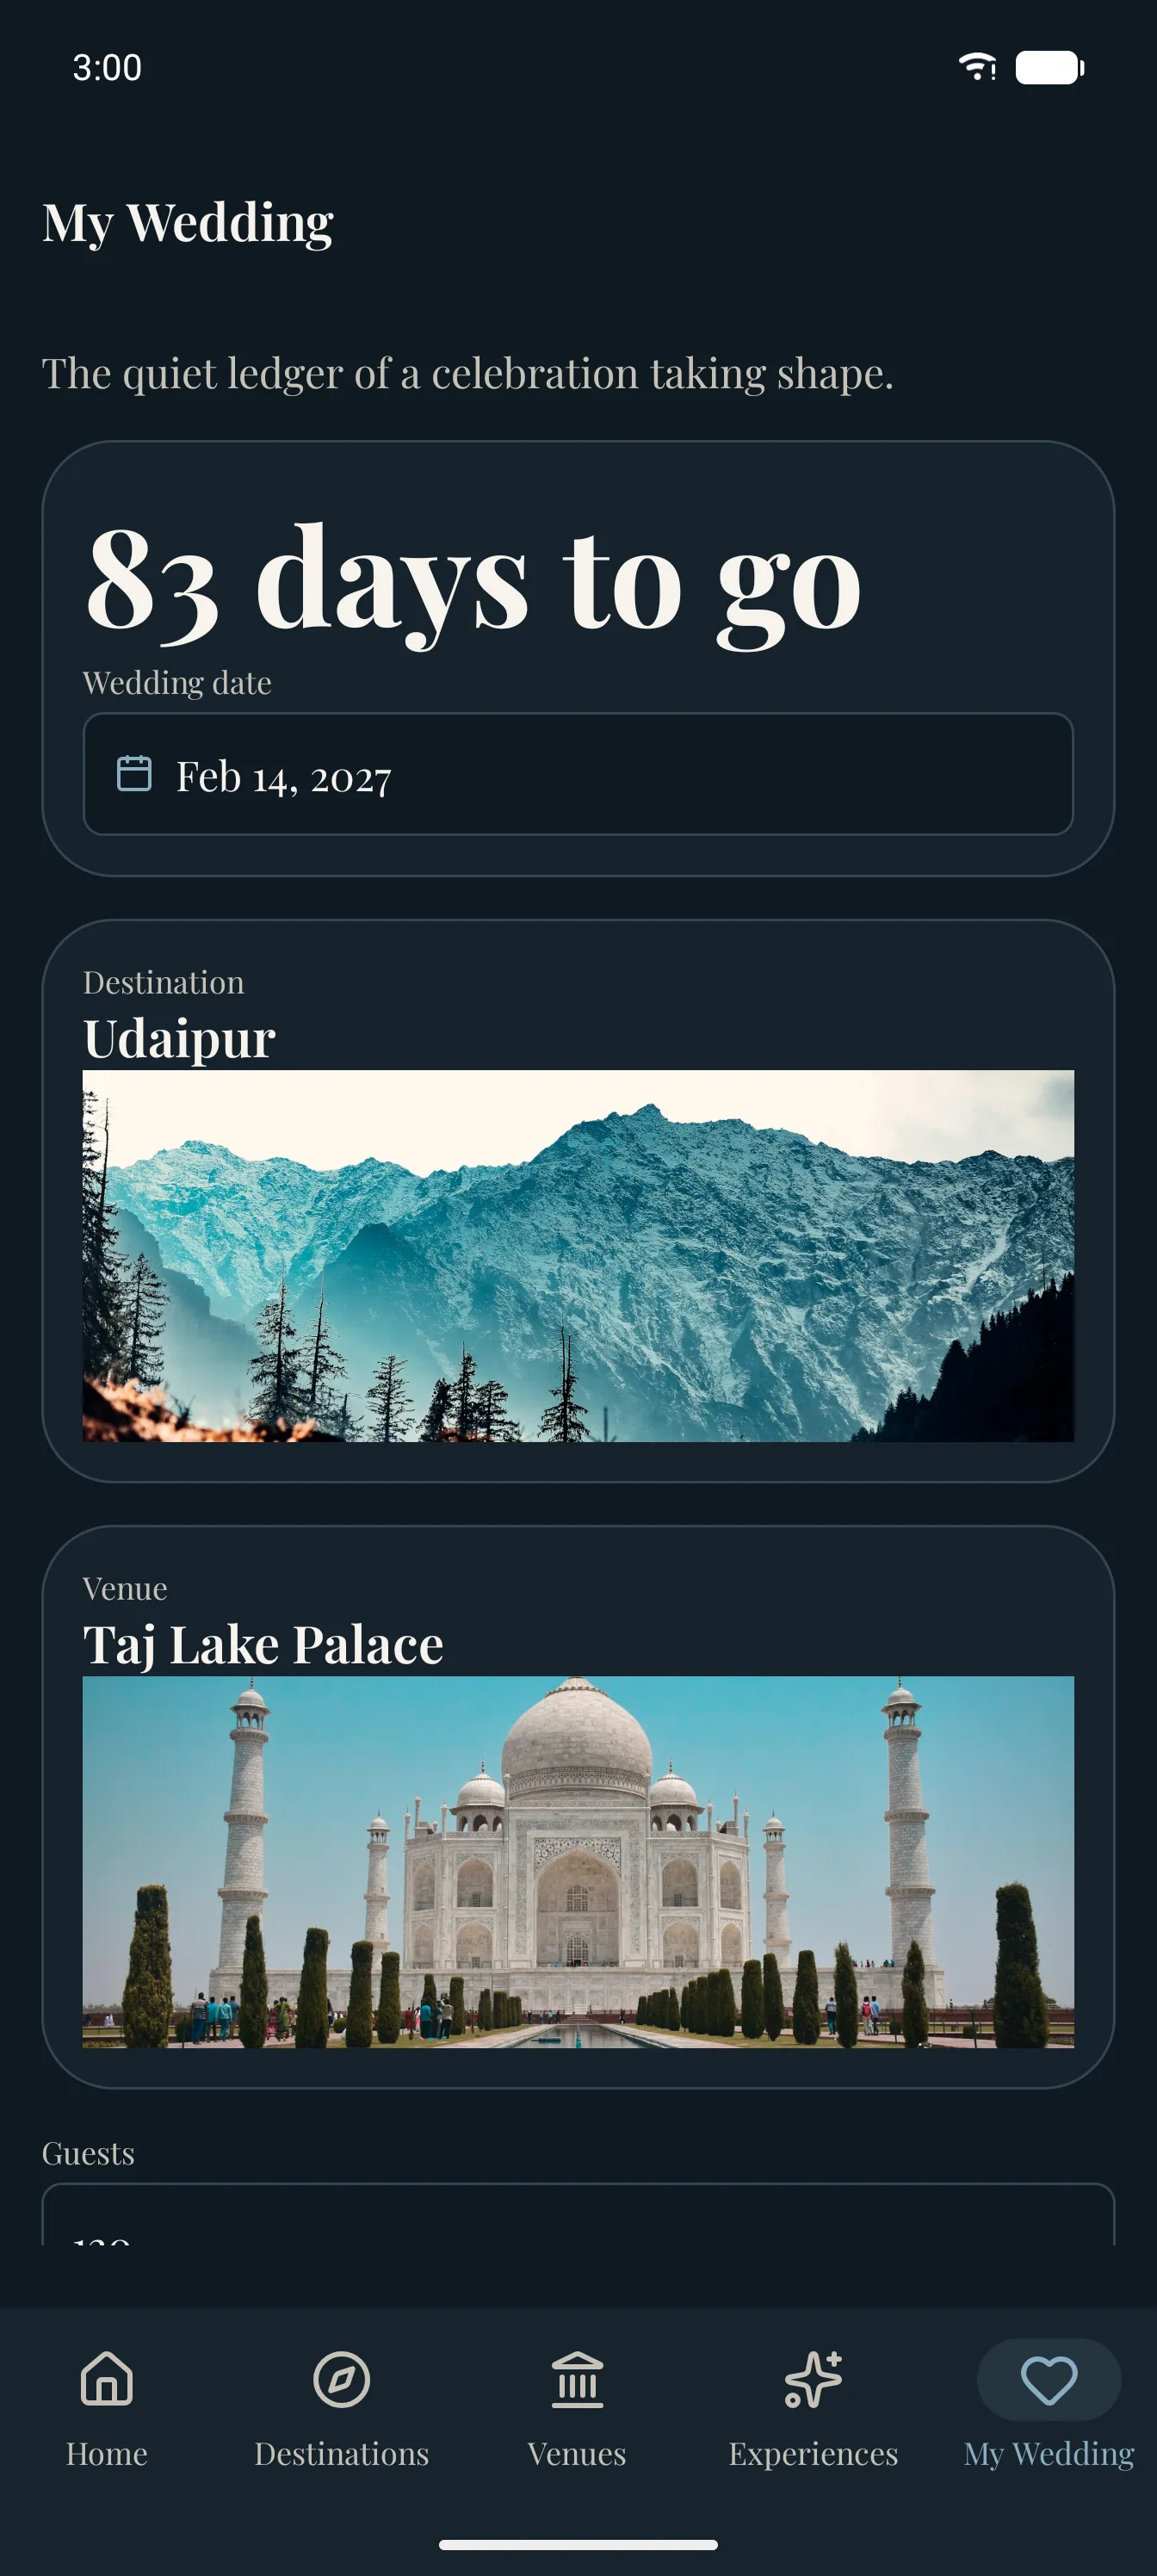 3:00
My Wedding
The quiet ledger of a celebration taking shape.
83 days to go
Wedding date
Feb 14, 2027
Destination
Udaipur
Venue
Taj Lake Palace
Guests
Home
Destinations
Venues
Experiences
My Wedding